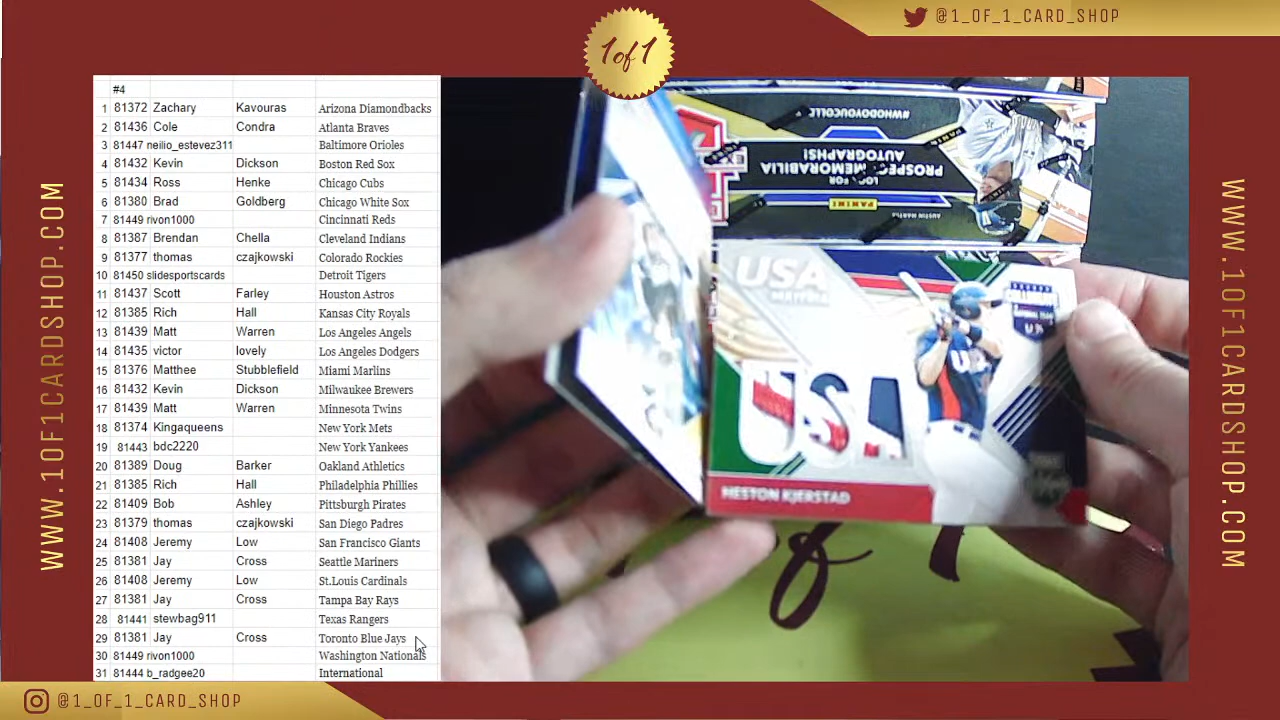 @1_OF_1_CARD_SHOP
1of1
WWW.1OF1CARDSHOP.COM
#4
1 81372 Zachary Kavouras Arizona Diamondbacks
2 81436 Cole Condra Atlanta Braves
3 81447 neilio_estevez311 Baltimore Orioles
4 81432 Kevin Dickson Boston Red Sox
5 81434 Ross Henke Chicago Cubs
6 81380 Brad Goldberg Chicago White Sox
7 81449 rivon1000 Cincinnati Reds
8 81387 Brendan Chella Cleveland Indians
9 81377 thomas czajkowski Colorado Rockies
10 81450 slidesportscards Detroit Tigers
11 81437 Scott Farley Houston Astros
12 81385 Rich Hall Kansas City Royals
13 81439 Matt Warren Los Angeles Angels
14 81435 victor lovely Los Angeles Dodgers
15 81376 Matthee Stubblefield Miami Marlins
16 81432 Kevin Dickson Milwaukee Brewers
17 81439 Matt Warren Minnesota Twins
18 81374 Kingaqueens New York Mets
19 81443 bdc2220 New York Yankees
20 81389 Doug Barker Oakland Athletics
21 81385 Rich Hall Philadelphia Phillies
22 81409 Bob Ashley Pittsburgh Pirates
23 81379 thomas czajkowski San Diego Padres
24 81408 Jeremy Low San Francisco Giants
25 81381 Jay Cross Seattle Mariners
26 81408 Jeremy Low St.Louis Cardinals
27 81381 Jay Cross Tampa Bay Rays
28 81441 stewbag911 Texas Rangers
29 81381 Jay Cross Toronto Blue Jays
30 81449 rivon1000 Washington Nationals
31 81444 b_radgee20 International
#WHODOYOUCOLLECT
LOOK FOR
PROSPECT MEMORABILIA
AUTOGRAPHS!
PANINI
AUSTIN MARTIN
USA
USA
HESTON KJERSTAD
of 1
WWW.1OF1CARDSHOP.COM
@1_OF_1_CARD_SHOP